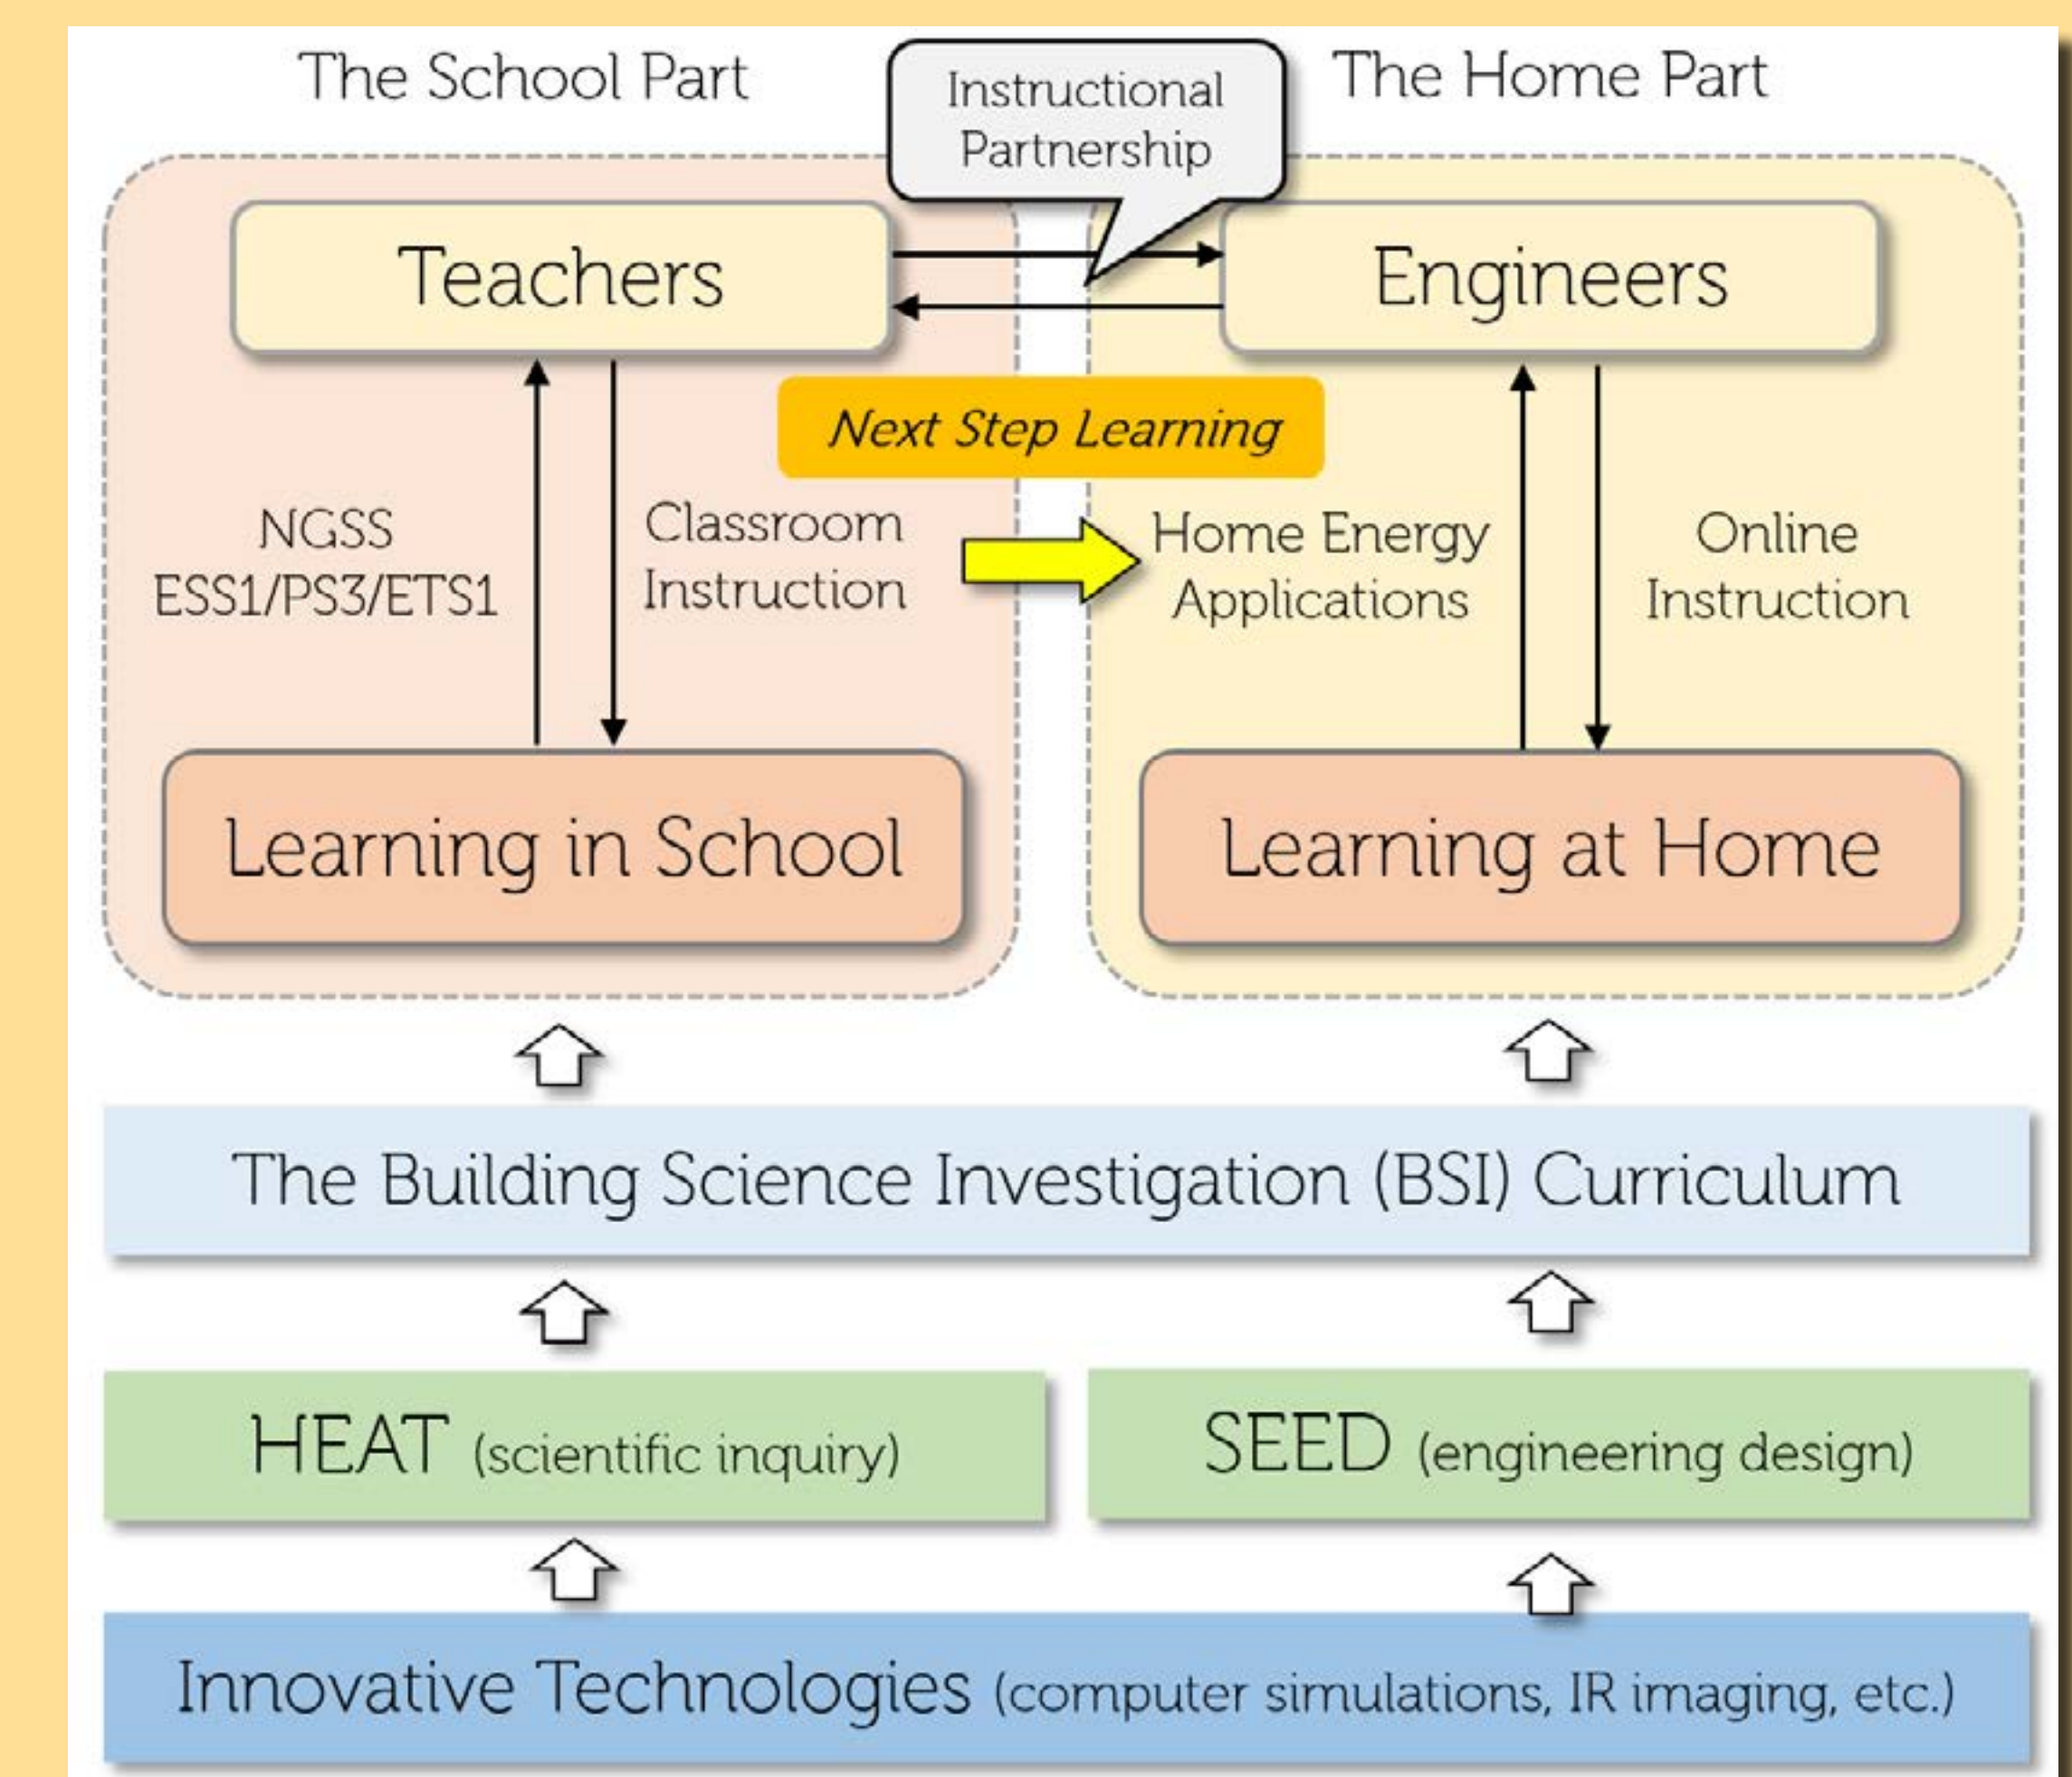 The School Part
Instructional
Partnership
The Home Part
Teachers
Engineers
Next Step Learning
NGSS
ESS1/PS3/ETS1
Classroom
Instruction
Home Energy
Applications
Online
Instruction
Learning in School
Learning at Home
The Building Science Investigation (BSI) Curriculum
HEAT (scientific inquiry)
SEED (engineering design)
Innovative Technologies (computer simulations, IR imaging, etc.)